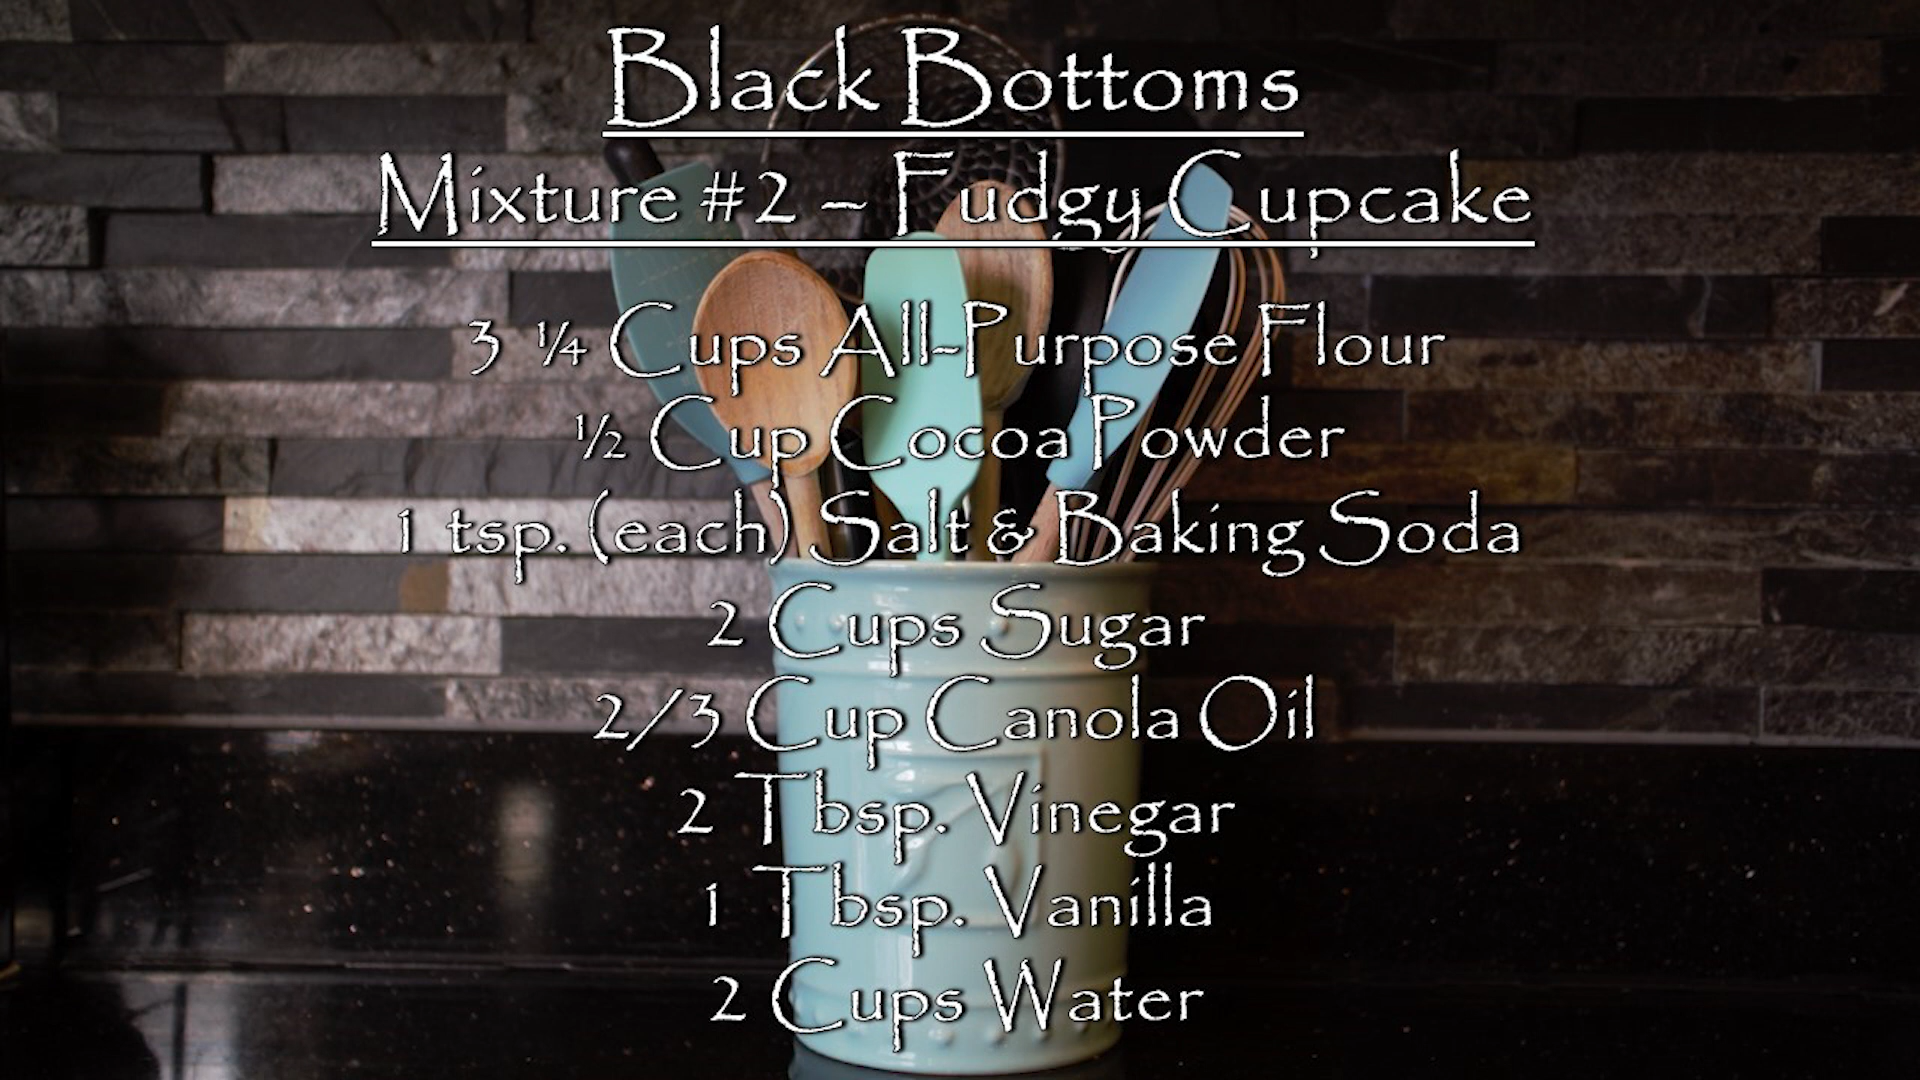 Black Bottoms
Mixture #2 – Fudgy Cupcake
3 ¼ Cups All-Purpose Flour
½ Cup Cocoa Powder
1 tsp. (each) Salt & Baking Soda
2 Cups Sugar
2/3 Cup Canola Oil
2 Tbsp. Vinegar
1 Tbsp. Vanilla
2 Cups Water